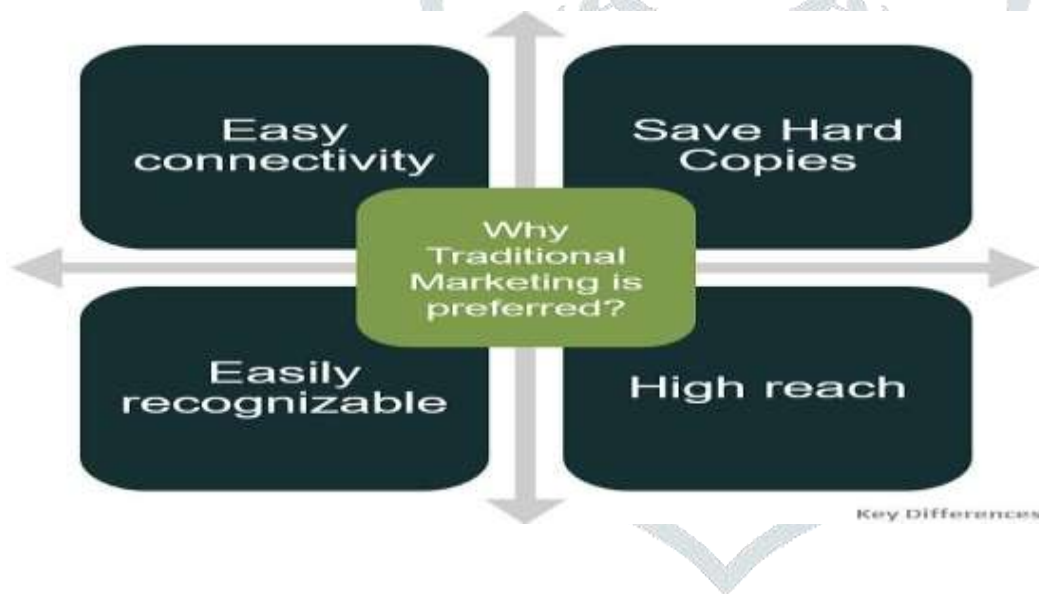 Easy
connectivity
Save Hard
Copies
Why
Traditional
Marketing is
preferred?
Easily
recognizable
High reach
Key Differences